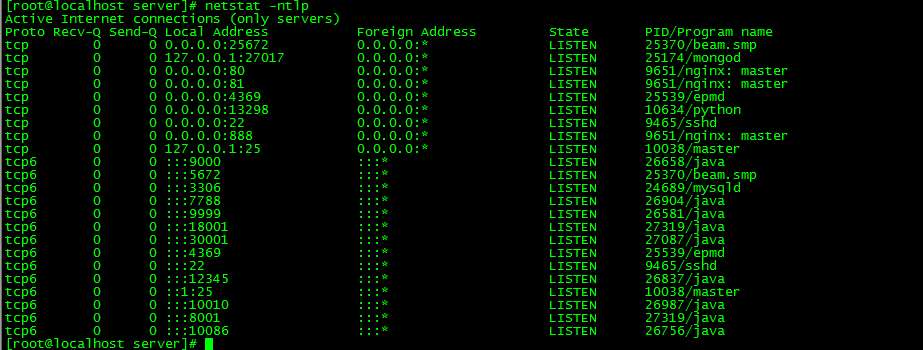 [root@localhost server]# netstat -ntlp
Active Internet connections (only servers)
Proto Recv-Q Send-Q Local Address Foreign Address State PID/Program name
tcp 0 0 0.0.0.0:25672 0.0.0.0:* LISTEN 25370/beam.smp
tcp 0 0 127.0.0.1:27017 0.0.0.0:* LISTEN 25174/mongod
tcp 0 0 0.0.0.0:80 0.0.0.0:* LISTEN 9651/nginx: master
tcp 0 0 0.0.0.0:81 0.0.0.0:* LISTEN 9651/nginx: master
tcp 0 0 0.0.0.0:4369 0.0.0.0:* LISTEN 25539/epmd
tcp 0 0 0.0.0.0:13298 0.0.0.0:* LISTEN 10634/python
tcp 0 0 0.0.0.0:22 0.0.0.0:* LISTEN 9465/sshd
tcp 0 0 0.0.0.0:888 0.0.0.0:* LISTEN 9651/nginx: master
tcp 0 0 127.0.0.1:25 0.0.0.0:* LISTEN 10038/master
tcp6 0 0 :::9000 :::* LISTEN 26658/java
tcp6 0 0 :::5672 :::* LISTEN 25370/beam.smp
tcp6 0 0 :::3306 :::* LISTEN 24689/mysqld
tcp6 0 0 :::7788 :::* LISTEN 26904/java
tcp6 0 0 :::9999 :::* LISTEN 26581/java
tcp6 0 0 :::18001 :::* LISTEN 27319/java
tcp6 0 0 :::30001 :::* LISTEN 27087/java
tcp6 0 0 :::4369 :::* LISTEN 25539/epmd
tcp6 0 0 :::22 :::* LISTEN 9465/sshd
tcp6 0 0 :::12345 :::* LISTEN 26837/java
tcp6 0 0 ::1:25 :::* LISTEN 10038/master
tcp6 0 0 :::10010 :::* LISTEN 26987/java
tcp6 0 0 :::8001 :::* LISTEN 27319/java
tcp6 0 0 :::10086 :::* LISTEN 26756/java
[root@localhost server]#